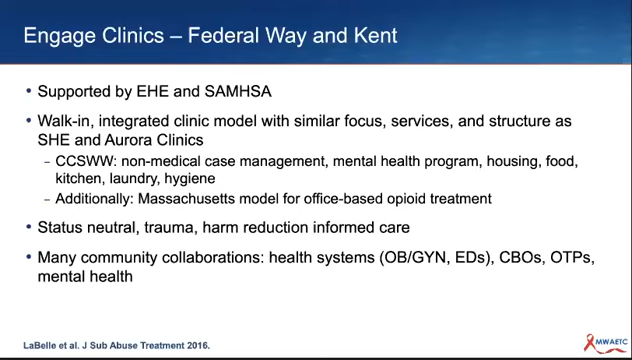 Engage Clinics – Federal Way and Kent
• Supported by EHE and SAMHSA
• Walk-in, integrated clinic model with similar focus, services, and structure as
SHE and Aurora Clinics
– CCSWW: non-medical case management, mental health program, housing, food,
kitchen, laundry, hygiene
– Additionally: Massachusetts model for office-based opioid treatment
• Status neutral, trauma, harm reduction informed care
• Many community collaborations: health systems (OB/GYN, EDs), CBOs, OTPs,
mental health
LaBelle et al. J Sub Abuse Treatment 2016.
MWAETC